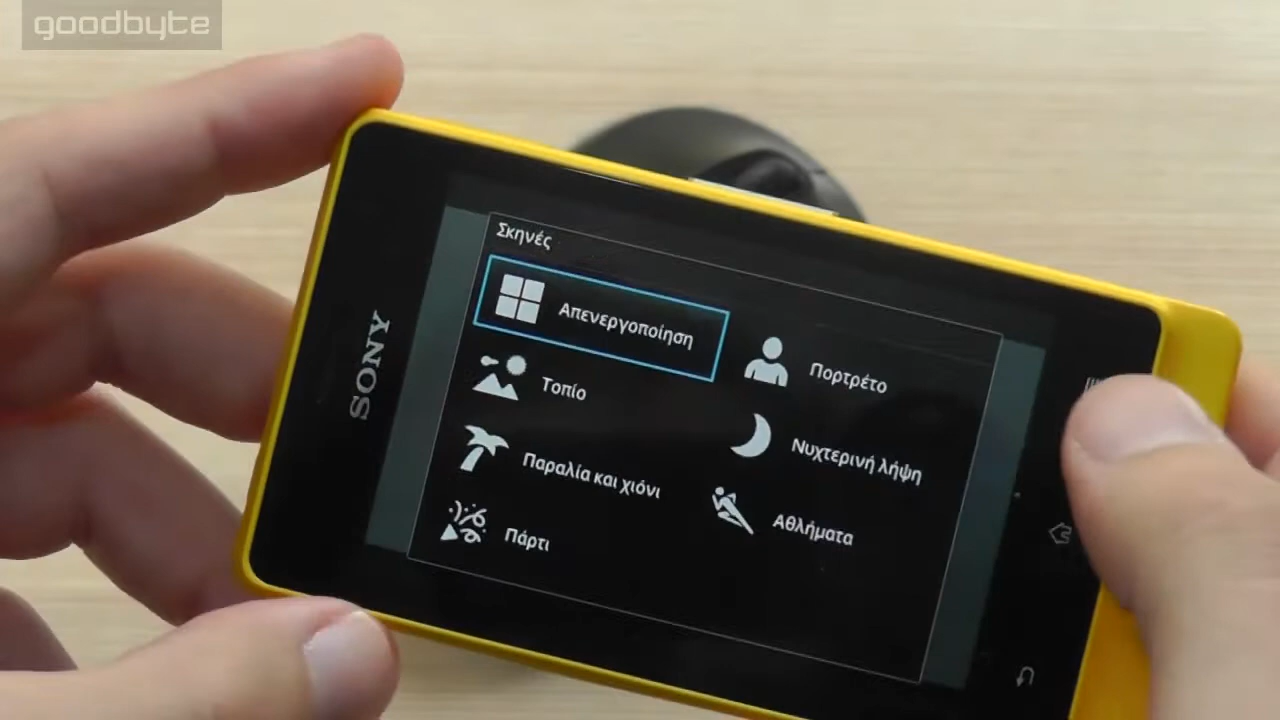 goodbyte
SONY
Σκηνές
Απενεργοποίηση
Πορτρέτο
Τοπίο
Νυχτερινή λήψη
Παραλία και χιόνι
Αθλήματα
Πάρτι